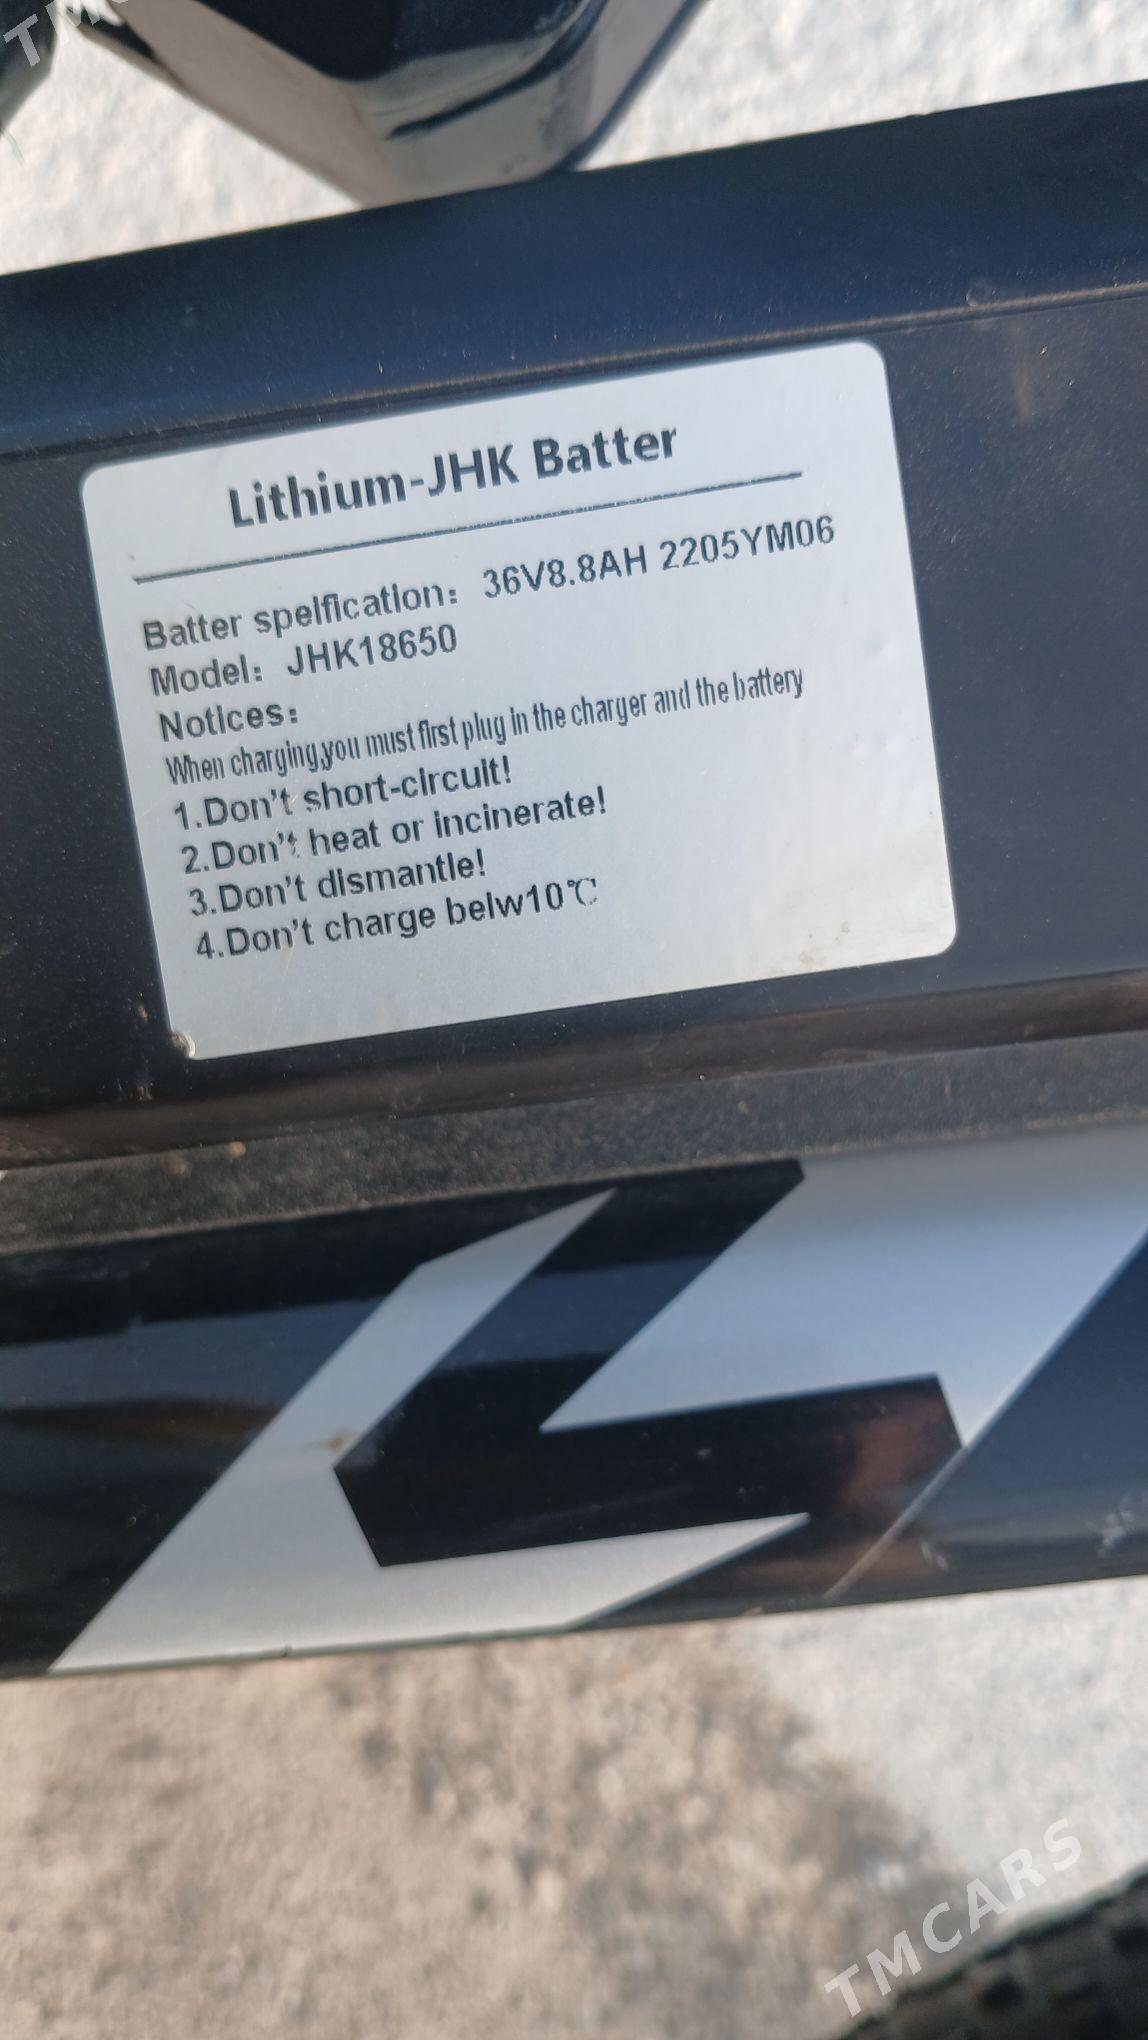 TMC
Lithium-JHK Batter
Batter spelfication: 36V8.8AH 2205YM06
Model: JHK18650
Notices:
When charging,you must first plug in the charger and the battery
1.Don't short-circuit!
2.Don't heat or incinerate!
3.Don't dismantle!
4.Don't charge belw10℃
TMCARS